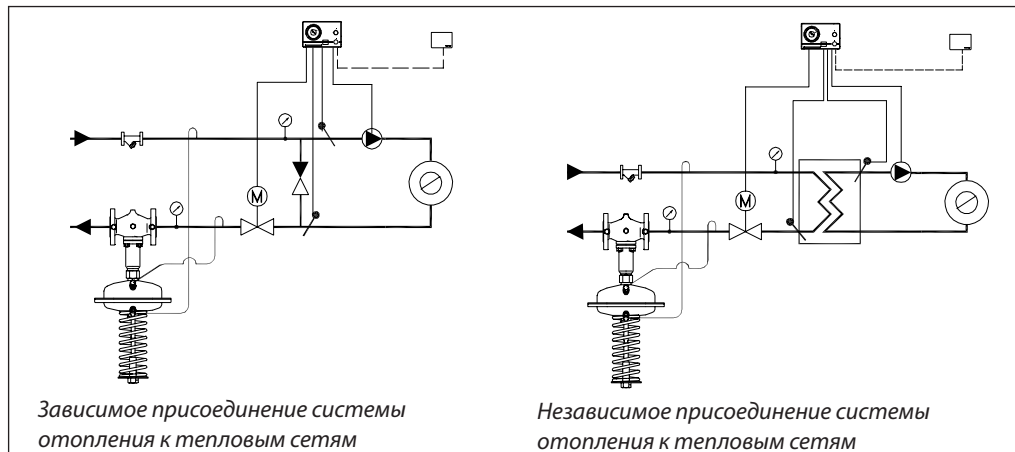 M
M
Зависимое присоединение системы
отопления к тепловым сетям
Независимое присоединение системы
отопления к тепловым сетям